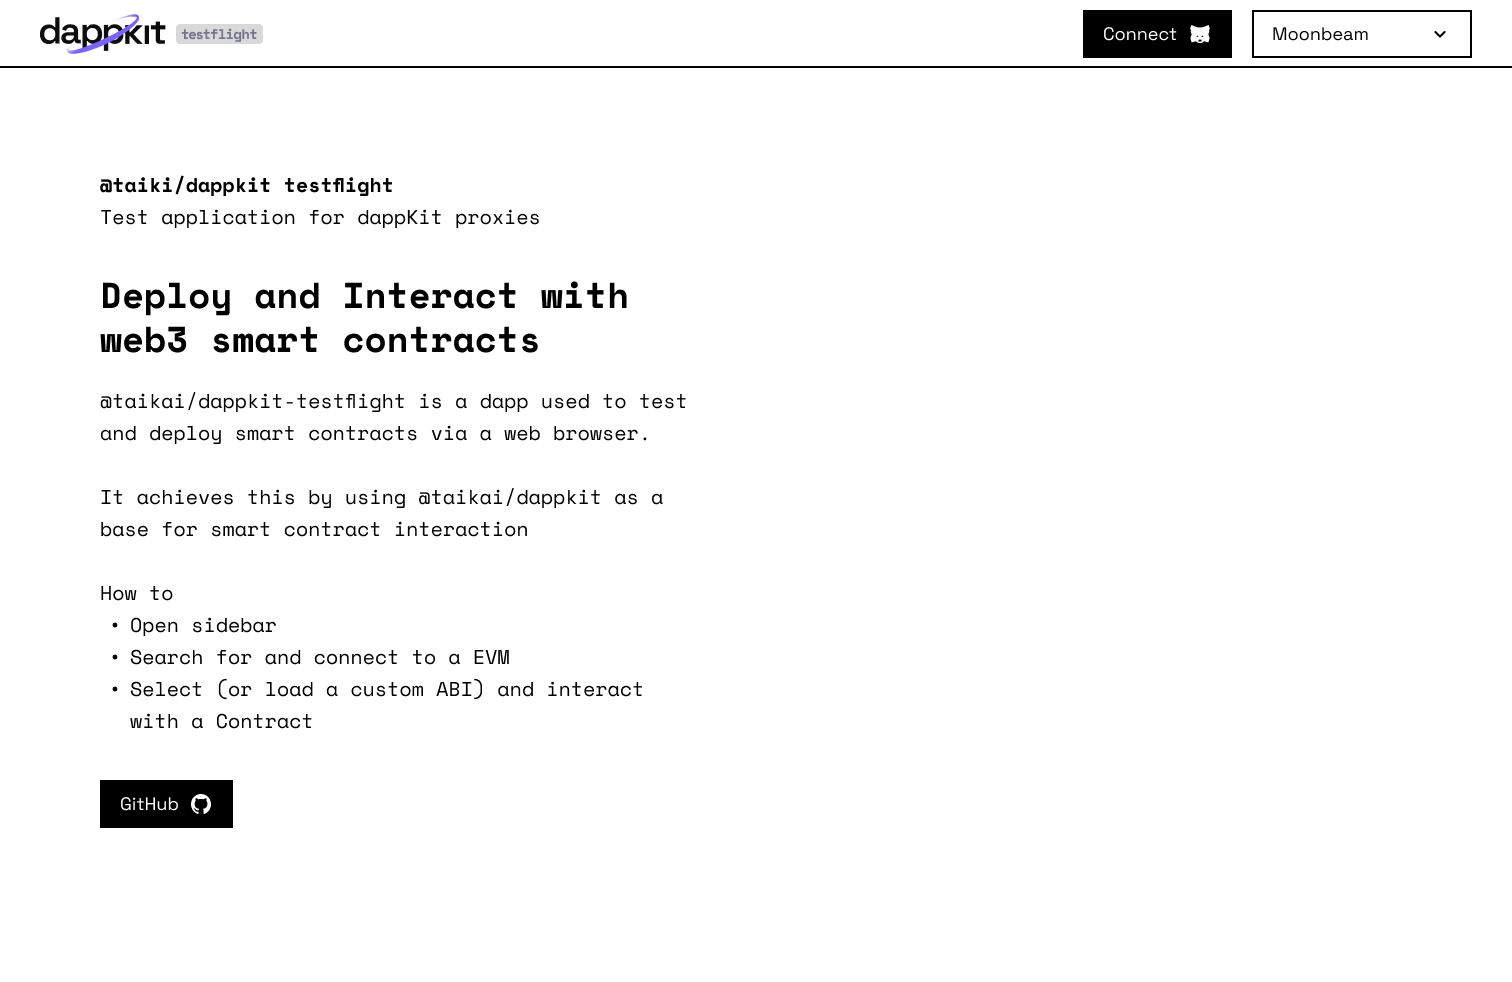 dappkit testflight
Connect
Moonbeam
@taiki/dappkit testflight
Test application for dappKit proxies
Deploy and Interact with
web3 smart contracts
@taikai/dappkit-testflight is a dapp used to test
and deploy smart contracts via a web browser.
It achieves this by using @taikai/dappkit as a
base for smart contract interaction
How to
• Open sidebar
• Search for and connect to a EVM
• Select (or load a custom ABI) and interact
with a Contract
GitHub